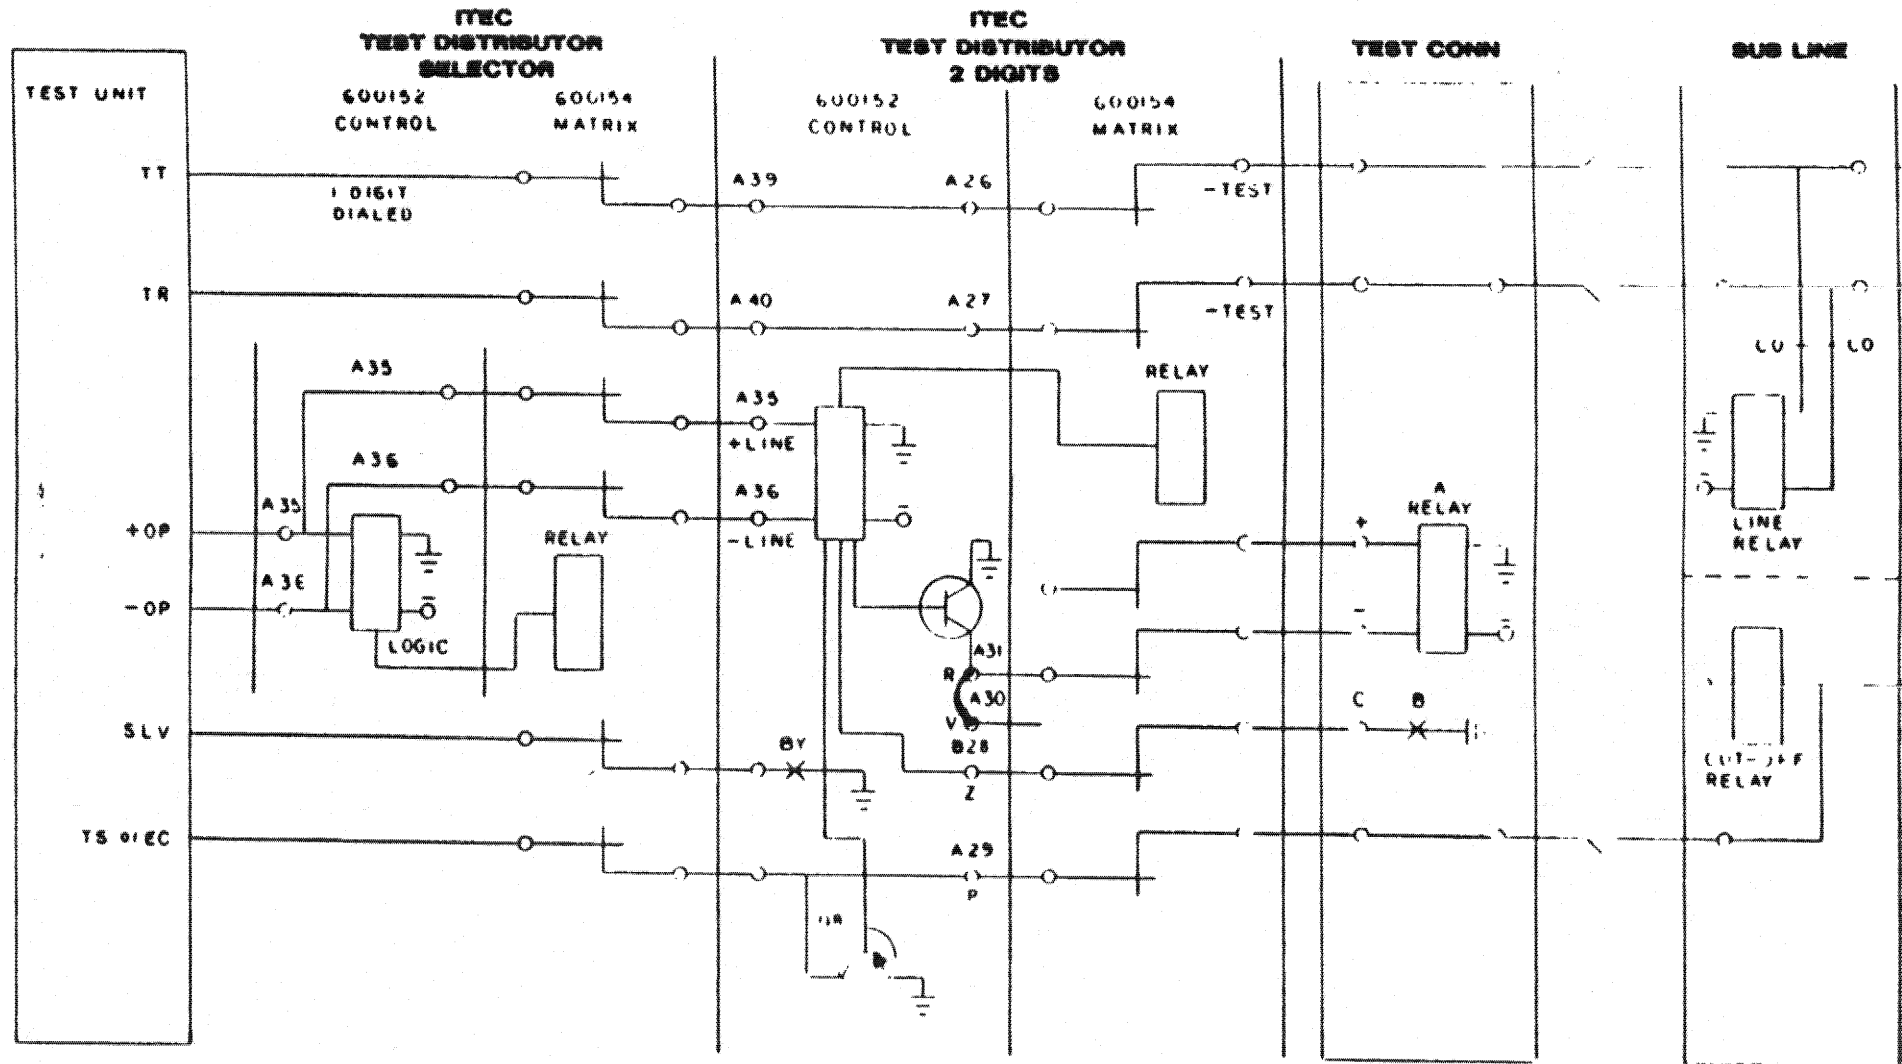 ITEC
TEST DISTRIBUTOR
SELECTOR
ITEC
TEST DISTRIBUTOR
2 DIGITS
TEST CONN
SUB LINE
TEST UNIT
600152
CONTROL
600154
MATRIX
600152
CONTROL
600154
MATRIX
TT
1 DIGIT
DIALED
A39
A26
-TEST
TR
A40
A27
-TEST
A35
A35
+LINE
RELAY
CO
LO
A36
A36
-LINE
+OP
A35
-OP
A3E
LOGIC
RELAY
A
RELAY
+
-
LINE
RELAY
A31
R
A30
V
B28
Z
SLV
BY
C
B
RELAY
TS OTEC
A29
P